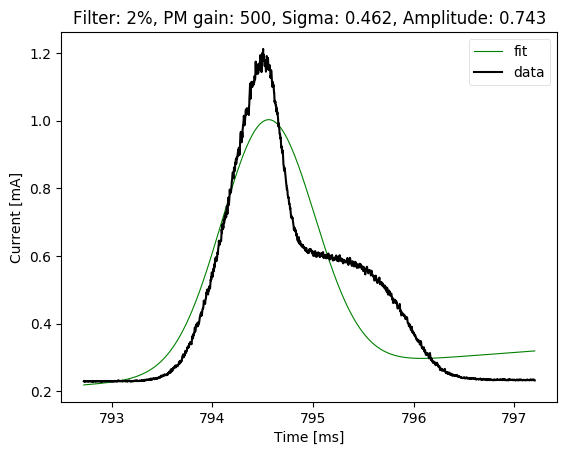 Filter: 2%, PM gain: 500, Sigma: 0.462, Amplitude: 0.743
fit
data
1.2
1.0
0.8
0.6
0.4
0.2
Current [mA]
793
794
795
796
797
Time [ms]